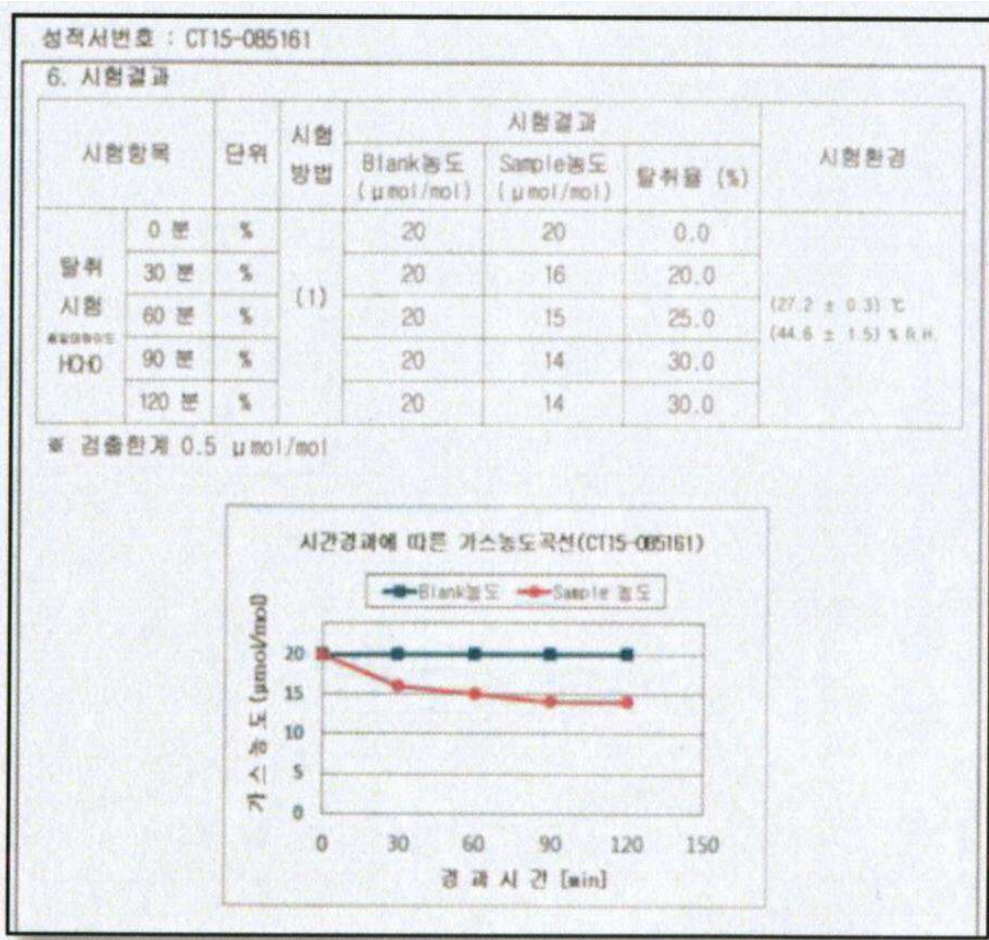 성적서번호 : CT15-085161
6. 시험결과
시험항목 단위 시험방법 시험결과 시험환경
Blank농도 (μmol/mol) Sample농도 (μmol/mol) 탈취율 (%)
탈취시험 HCHO (1) (27.2 ± 0.3) ℃ (44.6 ± 1.5) % R.H.
0 분 % 20 20 0.0
30 분 % 20 16 20.0
60 분 % 20 15 25.0
90 분 % 20 14 30.0
120 분 % 20 14 30.0
※ 검출한계 0.5 μmol/mol
시간경과에 따른 가스농도곡선(CT15-085161)
Blank농도 Sample 농도
가스농도 (μmol/mol)
20
15
10
5
0
0 30 60 90 120 150
경과시간 [min]